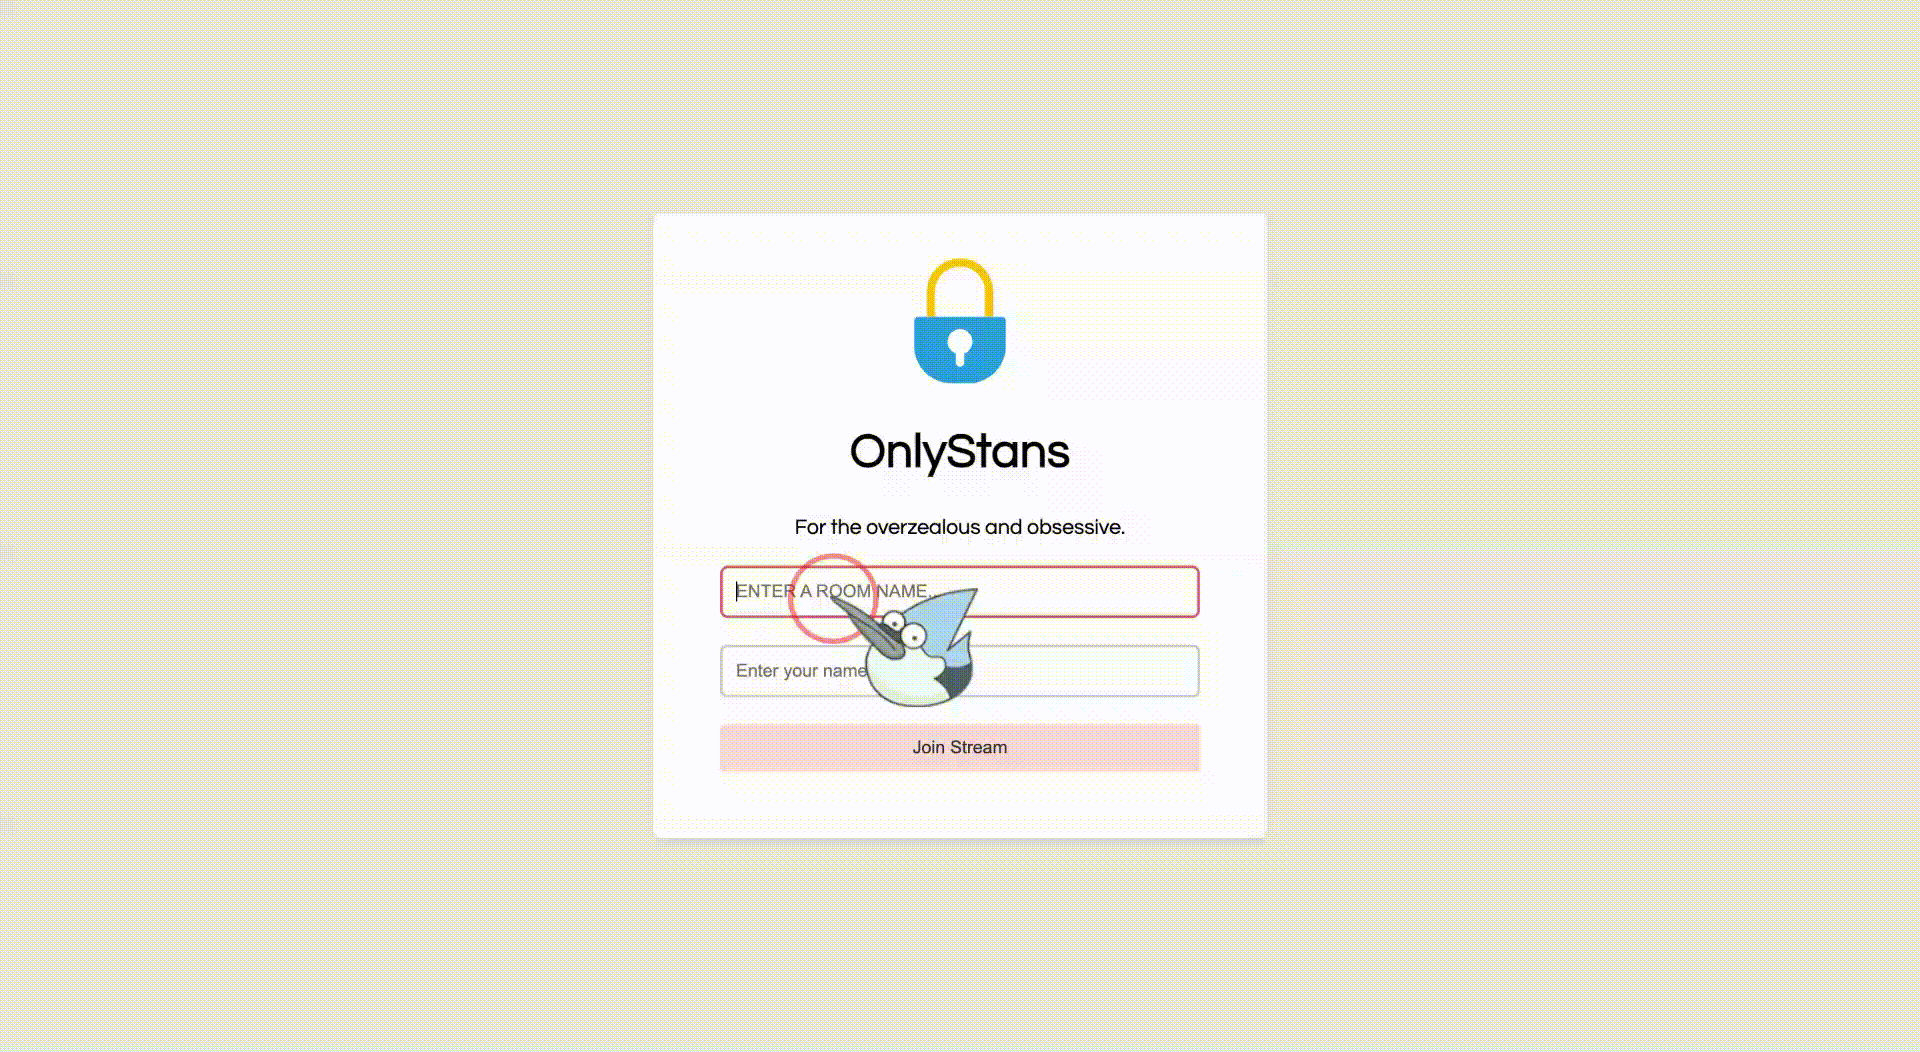 OnlyStans
For the overzealous and obsessive.
ENTER A ROOM NAME..
Enter your name
Join Stream